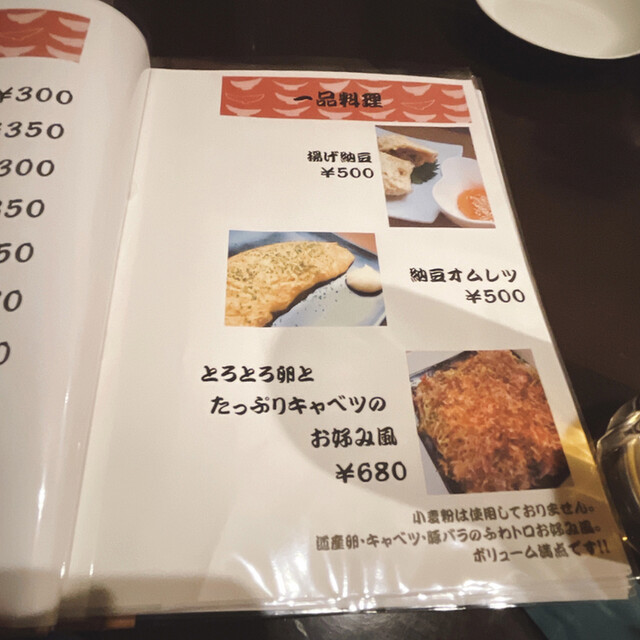 ¥300
¥350
300
350
50
0
0
一品料理
揚げ納豆
¥500
納豆オムレツ
¥500
とろとろ卵と
たっぷりキャベツの
お好み風
¥680
小麦粉は使用しておりません。
道産卵・キャベツ・豚バラのふわトロお好み風。
ボリューム満点です!!